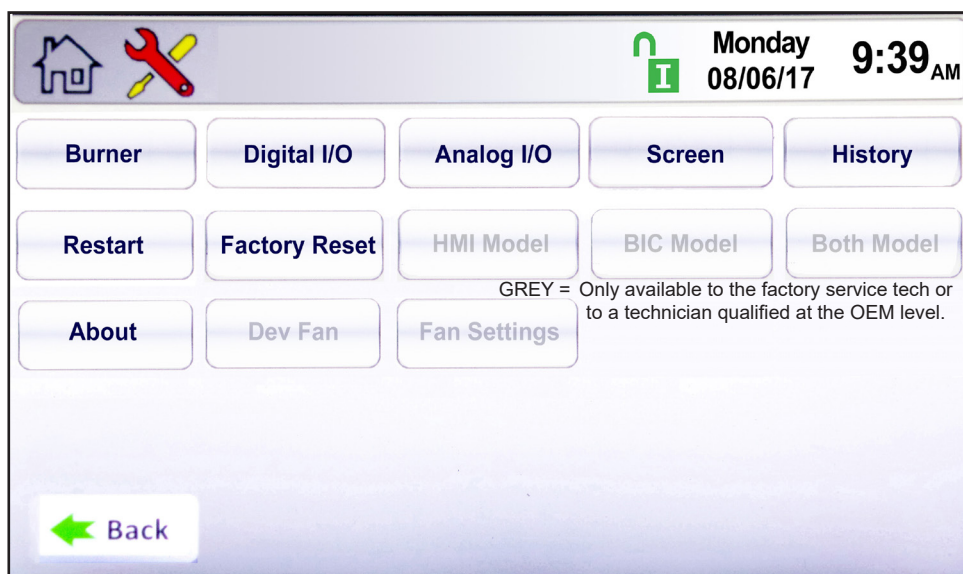 I
Monday
08/06/17
9:39 AM
Burner
Digital I/O
Analog I/O
Screen
History
Restart
Factory Reset
HMI Model
BIC Model
Both Model
GREY = Only available to the factory service tech or
to a technician qualified at the OEM level.
About
Dev Fan
Fan Settings
Back